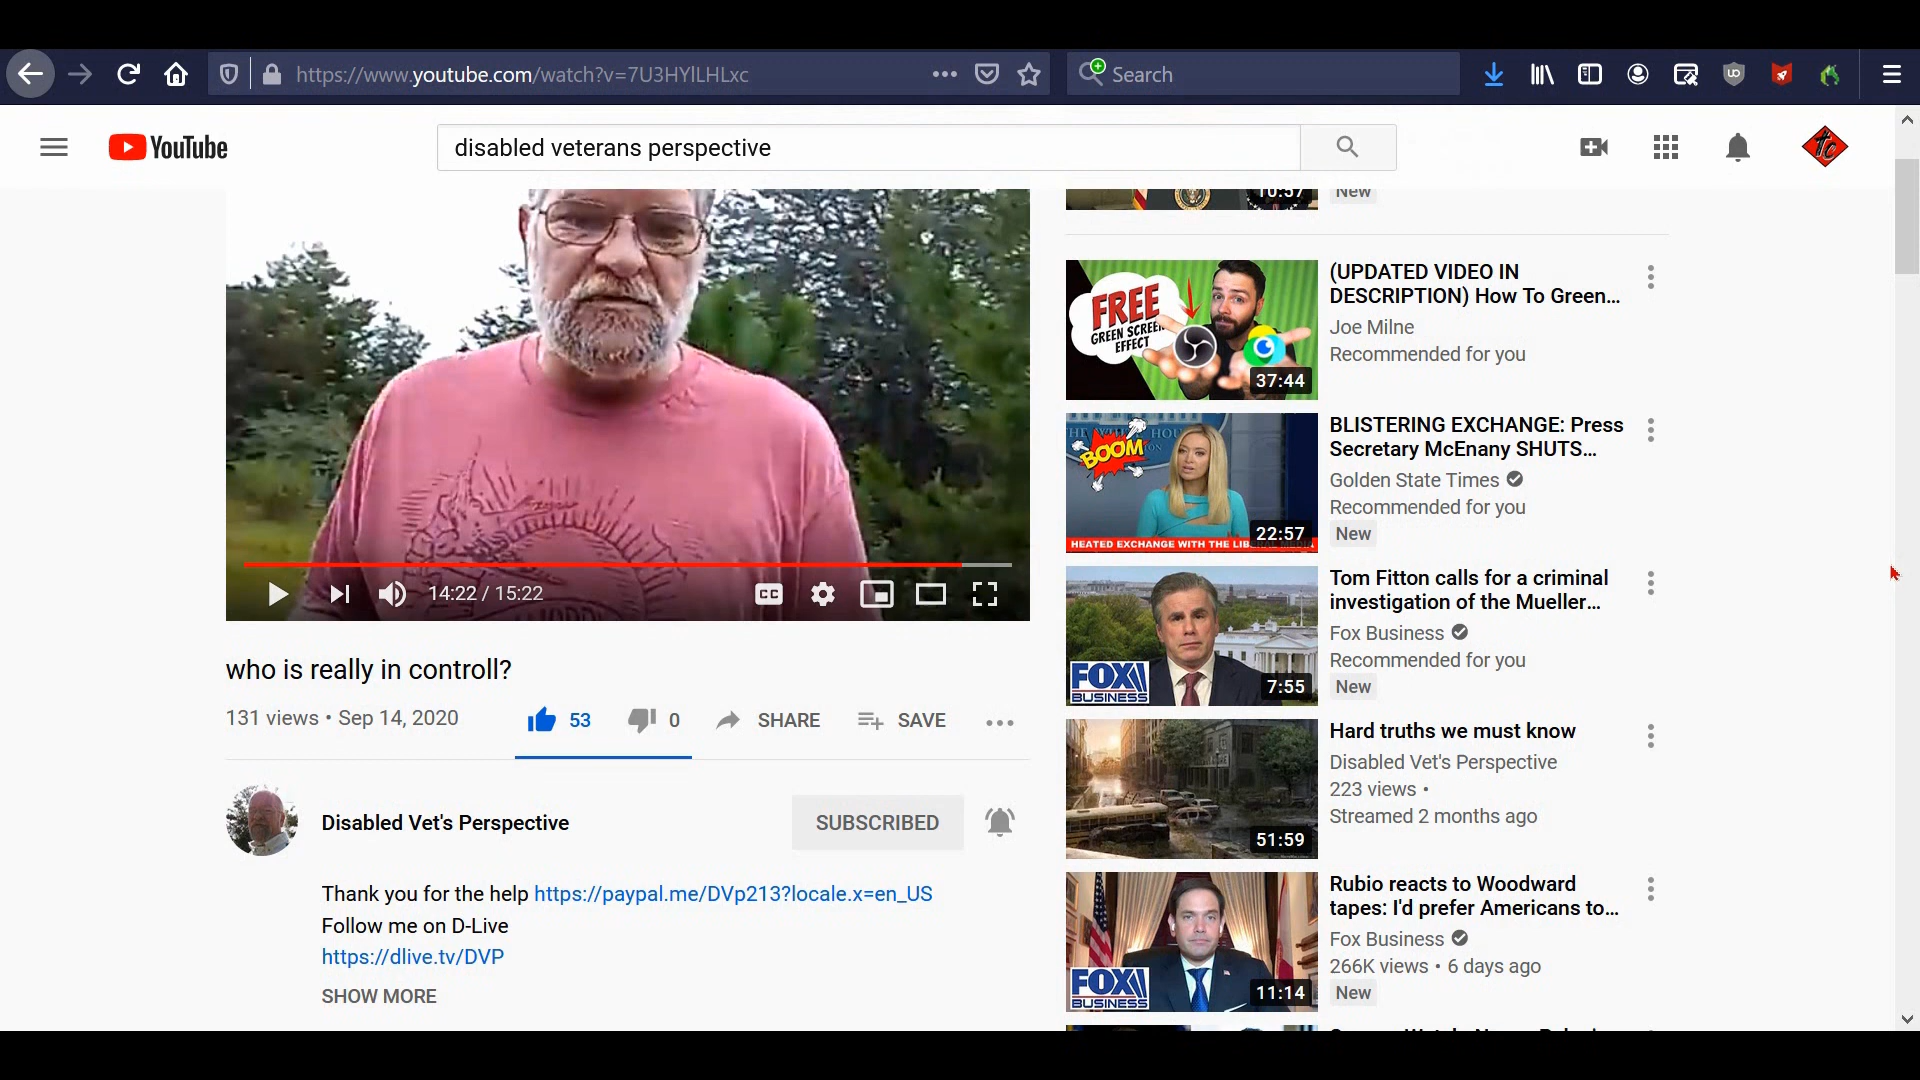 https://www.youtube.com/watch?v=7U3HYlLHLxc
Search
YouTube
disabled veterans perspective
10:57
New
14:22 / 15:22
CC
who is really in controll?
131 views • Sep 14, 2020
53
0
SHARE
SAVE
Disabled Vet's Perspective
SUBSCRIBED
Thank you for the help https://paypal.me/DVp213?locale.x=en_US
Follow me on D-Live
https://dlive.tv/DVP
SHOW MORE
FREE
GREEN SCREEN
EFFECT
37:44
(UPDATED VIDEO IN
DESCRIPTION) How To Green...
Joe Milne
Recommended for you
BOOM
22:57
HEATED EXCHANGE WITH THE LIBERAL MEDIA
BLISTERING EXCHANGE: Press
Secretary McEnany SHUTS...
Golden State Times
Recommended for you
New
FOX
BUSINESS
7:55
Tom Fitton calls for a criminal
investigation of the Mueller...
Fox Business
Recommended for you
New
51:59
Hard truths we must know
Disabled Vet's Perspective
223 views •
Streamed 2 months ago
FOX
BUSINESS
11:14
Rubio reacts to Woodward
tapes: I'd prefer Americans to...
Fox Business
266K views • 6 days ago
New